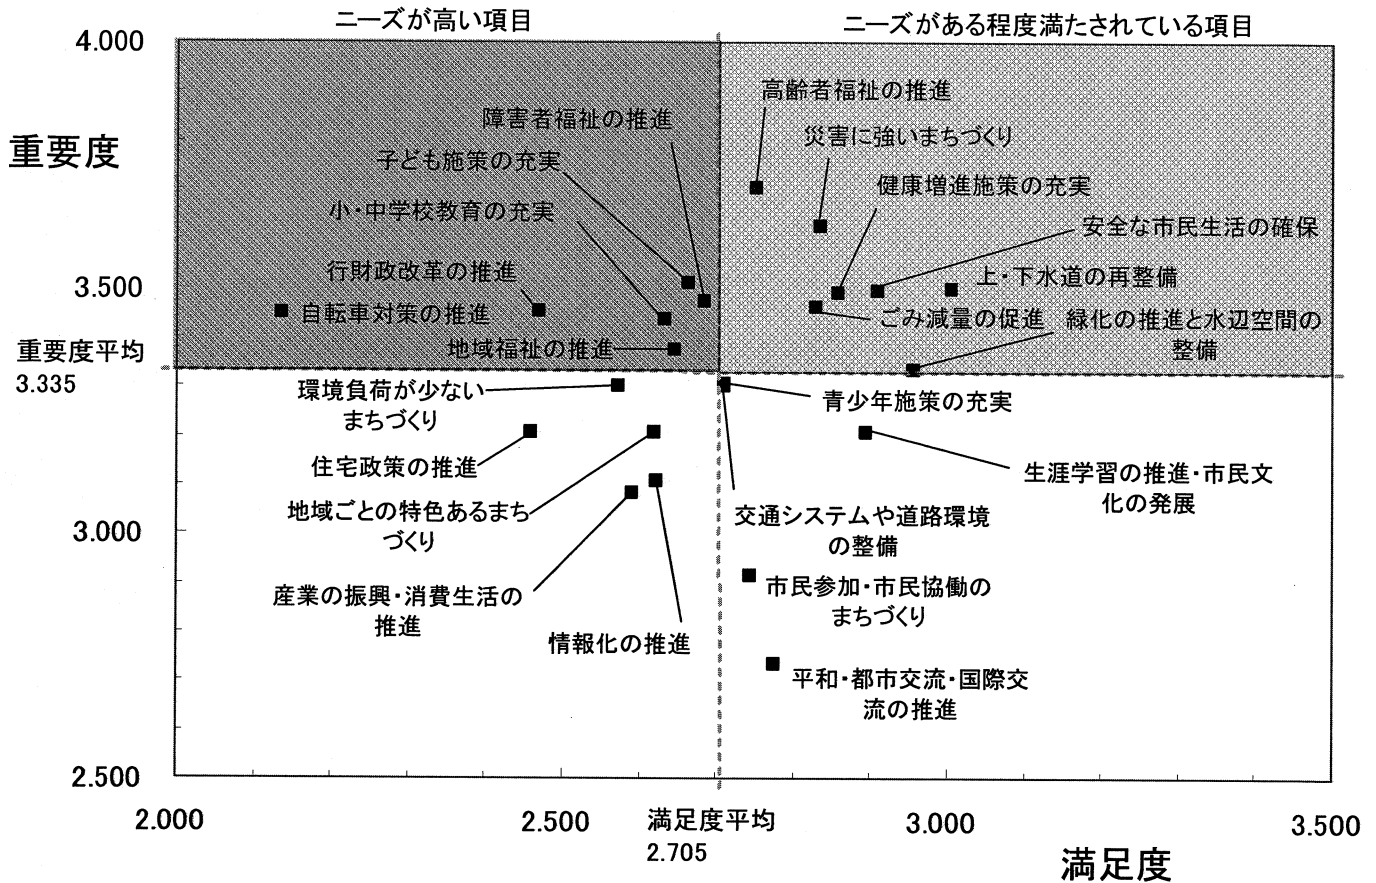 ニーズが高い項目
ニーズがある程度満たされている項目
4.000
高齢者福祉の推進
障害者福祉の推進
災害に強いまちづくり
重要度
子ども施策の充実
健康増進施策の充実
小・中学校教育の充実
安全な市民生活の確保
行財政改革の推進
上・下水道の再整備
3.500
自転車対策の推進
ごみ減量の促進
緑化の推進と水辺空間の
整備
地域福祉の推進
重要度平均
3.335
環境負荷が少ない
まちづくり
青少年施策の充実
住宅政策の推進
生涯学習の推進・市民文
化の発展
地域ごとの特色あるまち
づくり
交通システムや道路環境
の整備
3.000
産業の振興・消費生活の
推進
市民参加・市民協働の
まちづくり
情報化の推進
平和・都市交流・国際交
流の推進
2.500
2.000
2.500
満足度平均
2.705
3.000
3.500
満足度